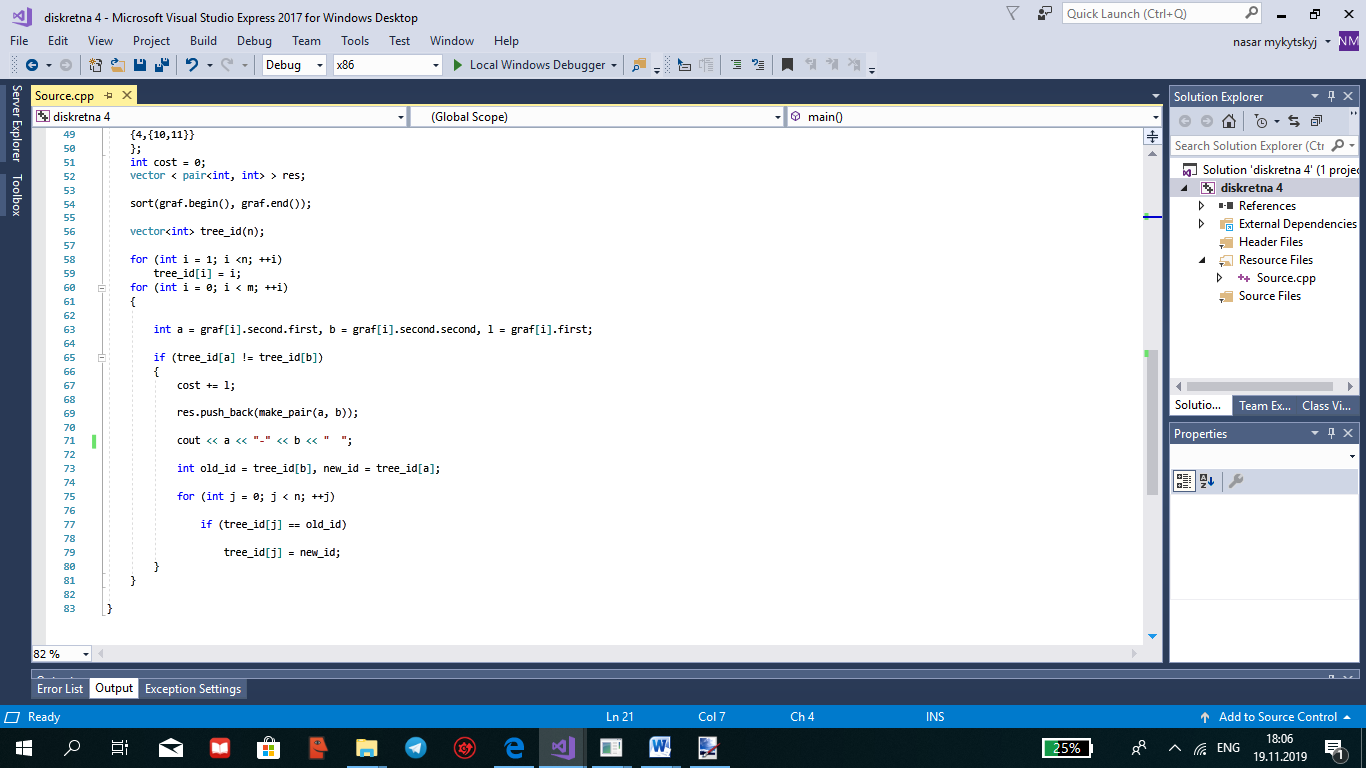 diskretna 4 - Microsoft Visual Studio Express 2017 for Windows Desktop
Quick Launch (Ctrl+Q)
File Edit View Project Build Debug Team Tools Test Window Help
nasar mykytskyj NM
Debug x86 Local Windows Debugger
Server Explorer
Toolbox
Source.cpp
diskretna 4 (Global Scope) main()
49 {4,{10,11}}
50 };
51 int cost = 0;
52 vector < pair<int, int> > res;
53
54 sort(graf.begin(), graf.end());
55
56 vector<int> tree_id(n);
57
58 for (int i = 1; i <n; ++i)
59 tree_id[i] = i;
60 for (int i = 0; i < m; ++i)
61 {
62
63 int a = graf[i].second.first, b = graf[i].second.second, l = graf[i].first;
64
65 if (tree_id[a] != tree_id[b])
66 {
67 cost += l;
68
69 res.push_back(make_pair(a, b));
70
71 cout << a << "-" << b << "  ";
72
73 int old_id = tree_id[b], new_id = tree_id[a];
74
75 for (int j = 0; j < n; ++j)
76
77 if (tree_id[j] == old_id)
78
79 tree_id[j] = new_id;
80 }
81 }
82
83 }
82 %
Solution Explorer
Search Solution Explorer (Ctr
Solution 'diskretna 4' (1 projec
diskretna 4
References
External Dependencies
Header Files
Resource Files
Source.cpp
Source Files
Solutio... Team Ex... Class Vi...
Properties
Error List Output Exception Settings
Ready Ln 21 Col 7 Ch 4 INS Add to Source Control
25% ENG 18:06
19.11.2019
1